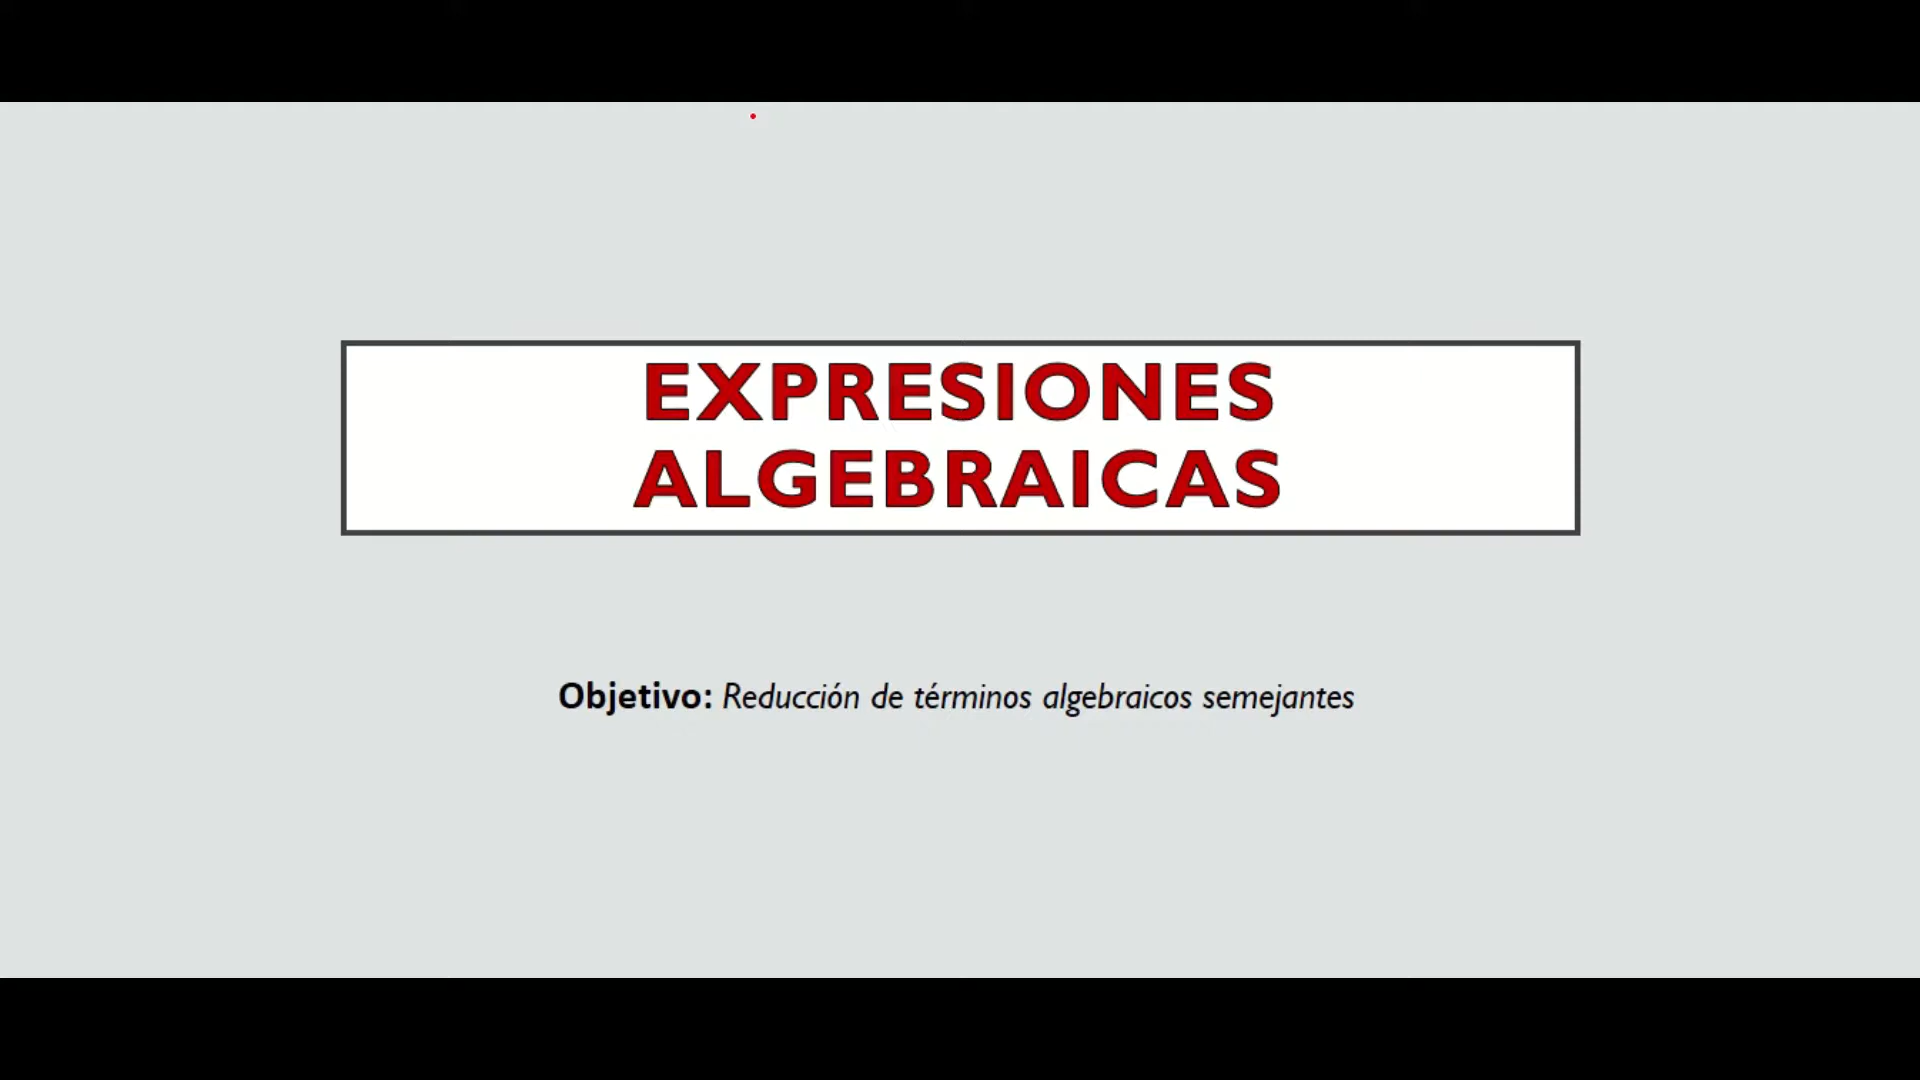 EXPRESIONES
ALGEBRAICAS
Objetivo: Reducción de términos algebraicos semejantes